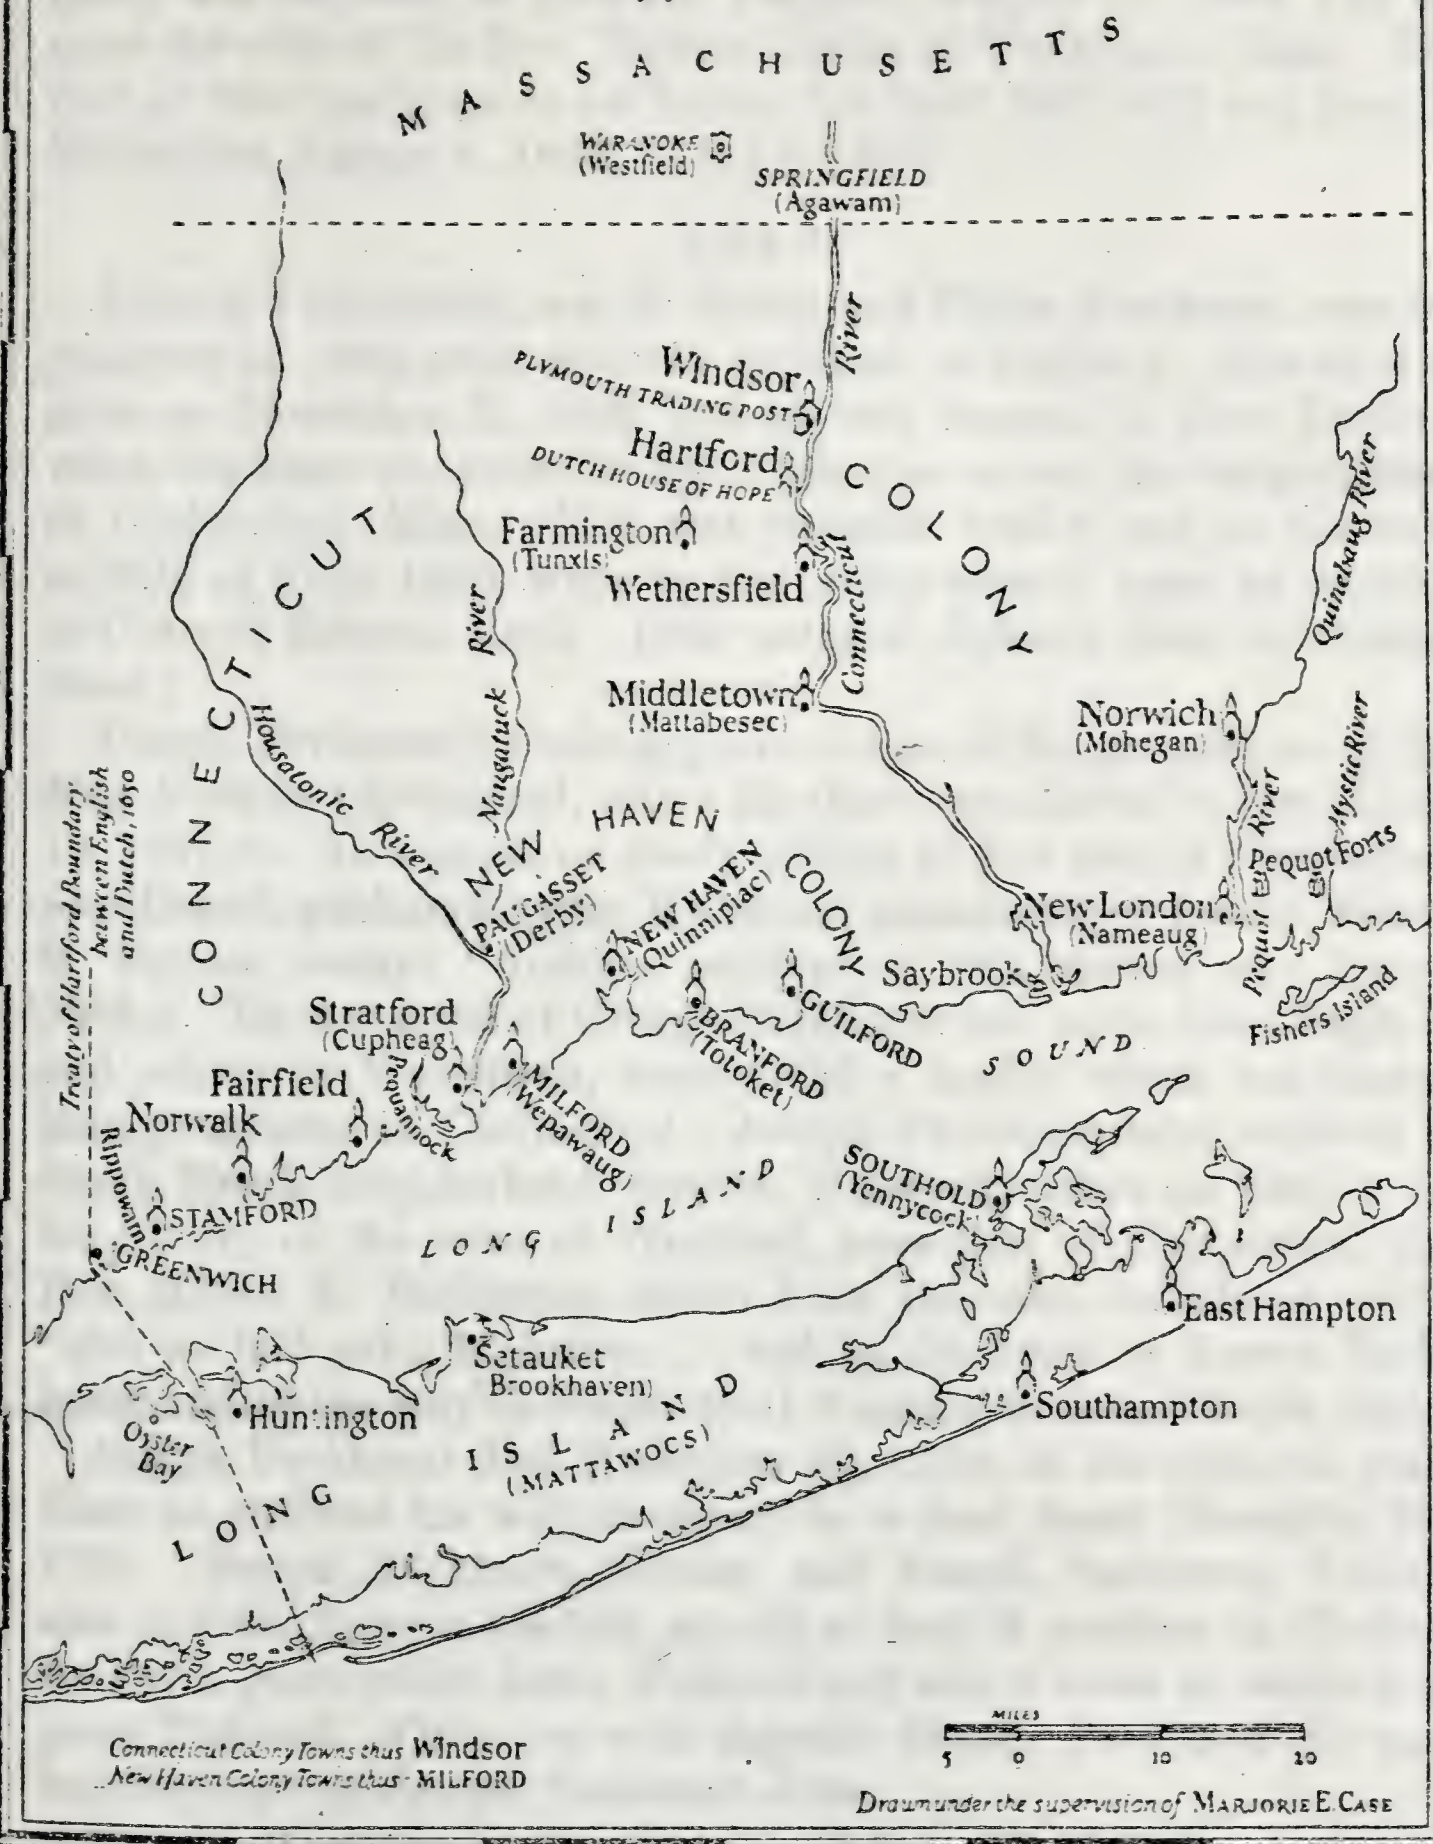 MASSACHUSETTS
WARANOKE
(Westfield)
SPRINGFIELD
(Agawam)
River
Windsor
PLYMOUTH TRADING POST
Hartford
DUTCH HOUSE OF HOPE
COLONY
Farmington
(Tunxis)
Wethersfield
Connecticut
Quinebaug River
CONNECTICUT
Naugatuck River
Housatonic River
Middletown
(Mattabesec)
Norwich
(Mohegan)
Mystic River
Pequot River
Pequot Forts
Treaty of Hartford Boundary
between English
and Dutch, 1650
NEW HAVEN COLONY
PAUGASSET
(Derby)
NEW HAVEN
(Quinnipiac)
New London
(Nameaug)
Saybrook
GUILFORD
BRANFORD
(Totoket)
Fishers Island
Stratford
(Cupheag)
Pequannock
MILFORD
(Wepawaug)
Fairfield
Norwalk
Rippowam
STAMFORD
GREENWICH
LONG ISLAND SOUND
SOUTHOLD
(Yennycock)
East Hampton
Setauket
Brookhaven)
Huntington
Oyster
Bay
Southampton
LONG ISLAND
(MATTAWOCS)
MILES
5 0 10 20
Connecticut Colony Towns thus Windsor
New Haven Colony Towns thus - MILFORD
Drawn under the supervision of MARJORIE E. CASE